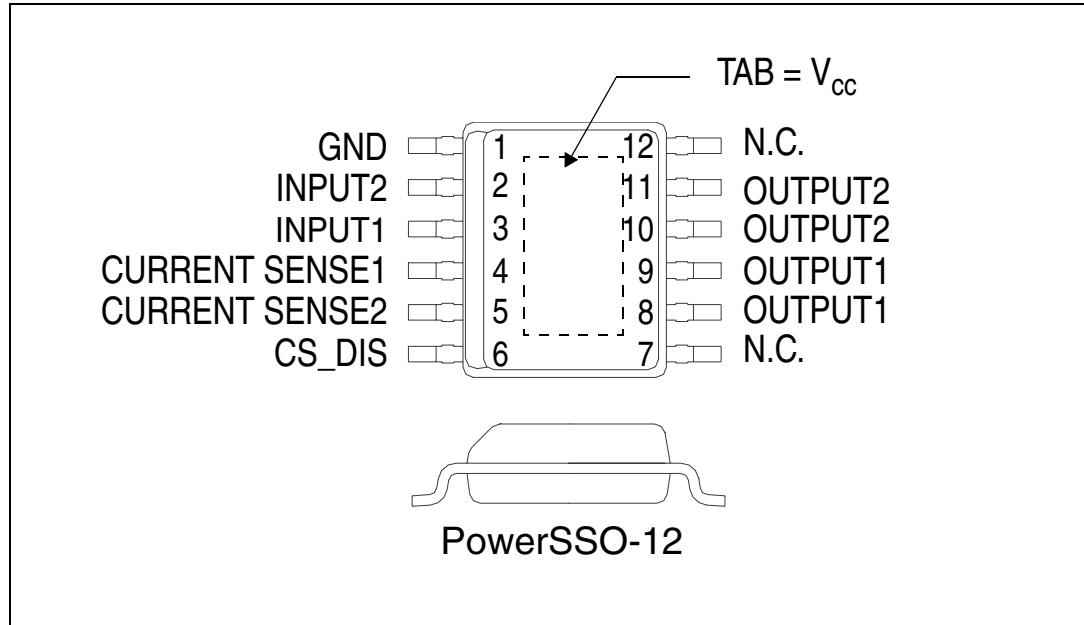 TAB = Vcc
GND 1 12 N.C.
INPUT2 2 11 OUTPUT2
INPUT1 3 10 OUTPUT2
CURRENT SENSE1 4 9 OUTPUT1
CURRENT SENSE2 5 8 OUTPUT1
CS_DIS 6 7 N.C.
PowerSSO-12